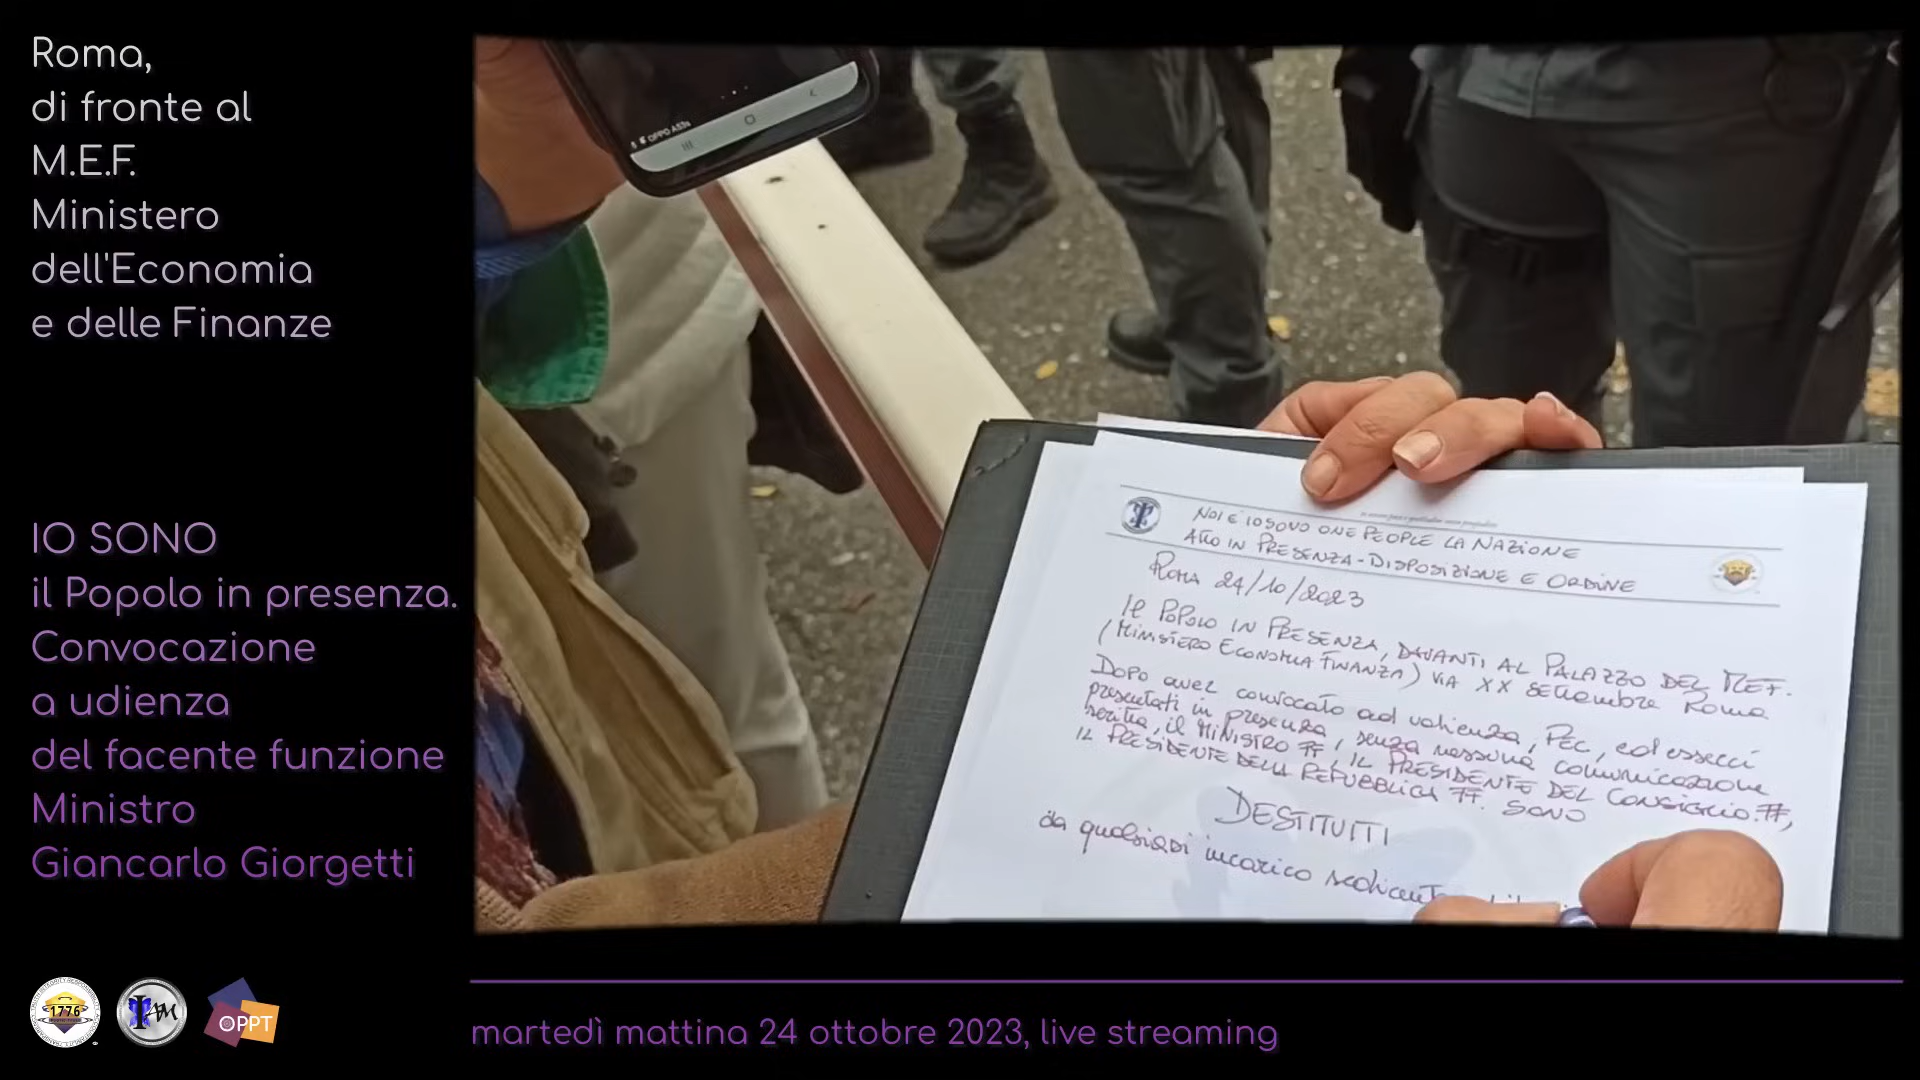 Roma,
di fronte al
M.E.F.
Ministero
dell'Economia
e delle Finanze
IO SONO
il Popolo in presenza.
Convocazione
a udienza
del facente funzione
Ministro
Giancarlo Giorgetti
OPPO A53s
NOI E IO SONO ONE PEOPLE LA NAZIONE
ATTO IN PRESENZA - DISPOSIZIONE E ORDINE
ROMA 24/10/2023
Il POPOLO IN PRESENZA, DAVANTI AL PALAZZO DEL MEF.
(MINISTERO ECONOMIA FINANZA) VIA XX SETTEMBRE Roma
DOPO aver convocato ad udienza, PEC, ed esserci
presentati in presenza, senza nessuna comunicazione
scritta, il MINISTRO FF, IL PRESIDENTE DEL CONSIGLIO FF,
IL PRESIDENTE DELLA REPUBBLICA FF. SONO
DESTITUITI
da qualsiasi incarico
1776
I AM
OPPT
martedì mattina 24 ottobre 2023, live streaming